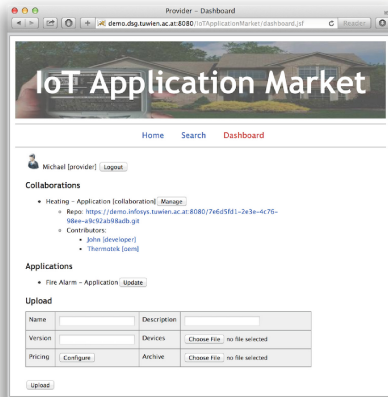 Provider - Dashboard
demo.dsg.tuwien.ac.at:8080/IoTApplicationMarket/dashboard.jsf
Reader
IoT Application Market
Home Search Dashboard
Michael [provider] Logout
Collaborations
Heating - Application [collaboration] Manage
Repo: https://demo.infosys.tuwien.ac.at:8080/7e6d5fd1-2e3e-4c76-
98ee-a9c92ab98adb.git
Contributors:
John [developer]
Thermotek [oem]
Applications
Fire Alarm - Application Update
Upload
Name Description
Version Devices Choose File no file selected
Pricing Configure Archive Choose File no file selected
Upload